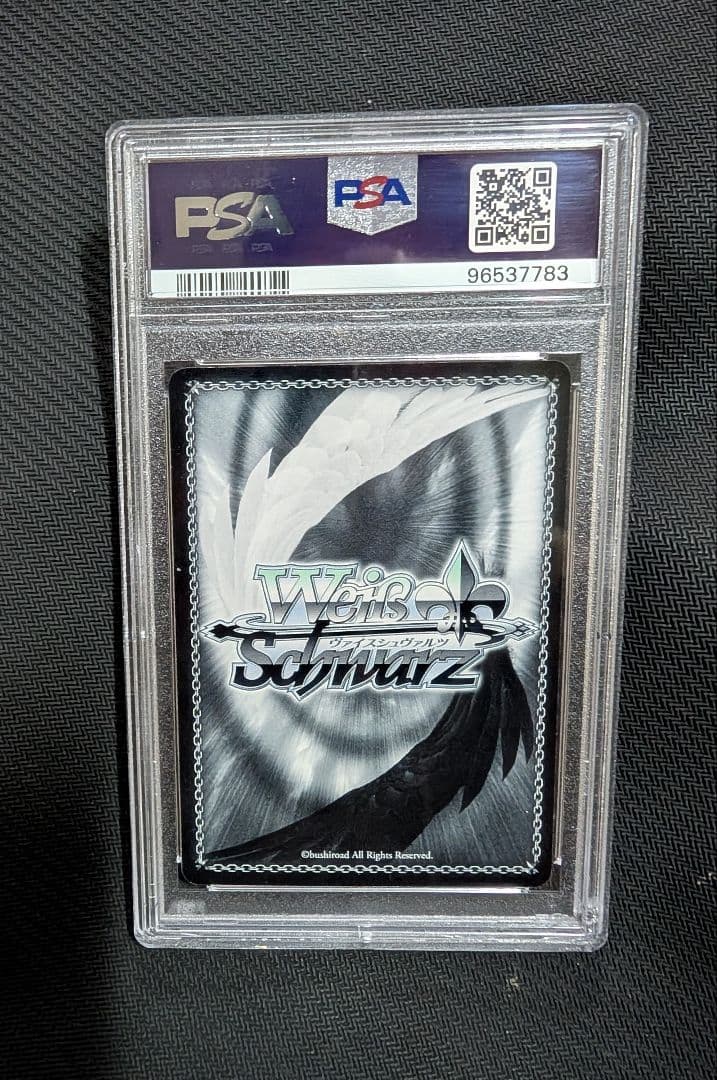 PSA
PSA
96537783
Weiß
ヴァイスシュヴァルツ
Schwarz
©bushiroad All Rights Reserved.